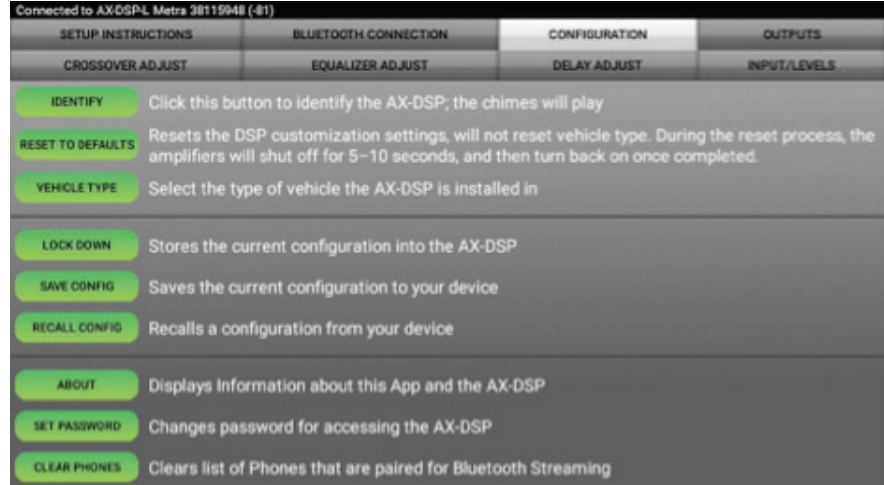 Connected to AX-DSP-L Metra 38115948 (-81)
SETUP INSTRUCTIONS BLUETOOTH CONNECTION CONFIGURATION OUTPUTS
CROSSOVER ADJUST EQUALIZER ADJUST DELAY ADJUST INPUT/LEVELS
IDENTIFY Click this button to identify the AX-DSP; the chimes will play
RESET TO DEFAULTS Resets the DSP customization settings, will not reset vehicle type. During the reset process, the
amplifiers will shut off for 5–10 seconds, and then turn back on once completed.
VEHICLE TYPE Select the type of vehicle the AX-DSP is installed in
LOCK DOWN Stores the current configuration into the AX-DSP
SAVE CONFIG Saves the current configuration to your device
RECALL CONFIG Recalls a configuration from your device
ABOUT Displays Information about this App and the AX-DSP
SET PASSWORD Changes password for accessing the AX-DSP
CLEAR PHONES Clears list of Phones that are paired for Bluetooth Streaming